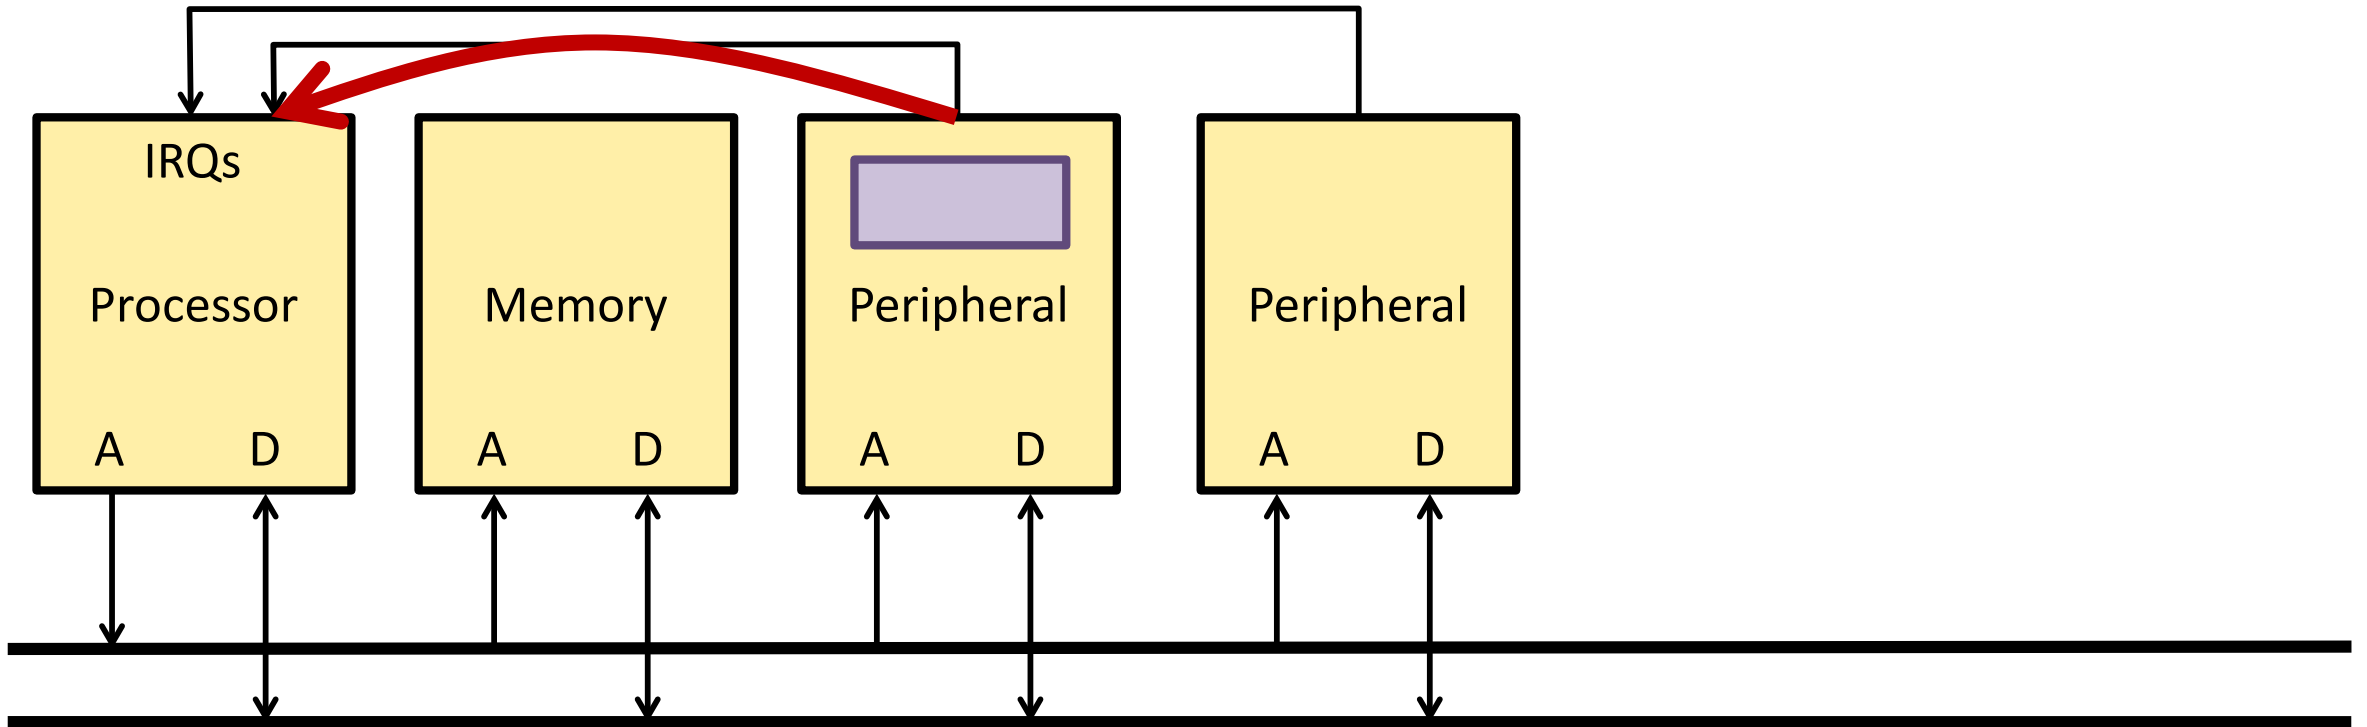 IRQs
Processor
Memory
Peripheral
Peripheral
A D
A D
A D
A D